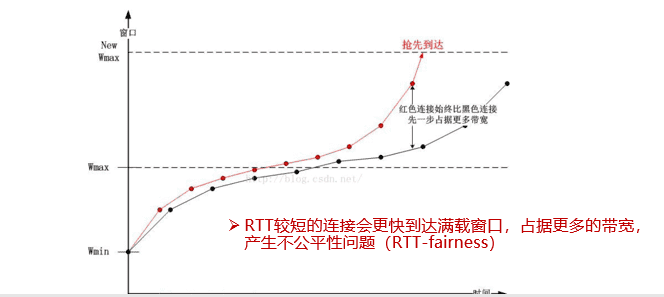 窗口
New
Wmax
抢先到达
红色连接始终比黑色连接
先一步占据更多带宽
Wmax
http://blog.csdn.net/
RTT较短的连接会更快到达满载窗口，占据更多的带宽，
产生不公平性问题（RTT-fairness）
Wmin
时间